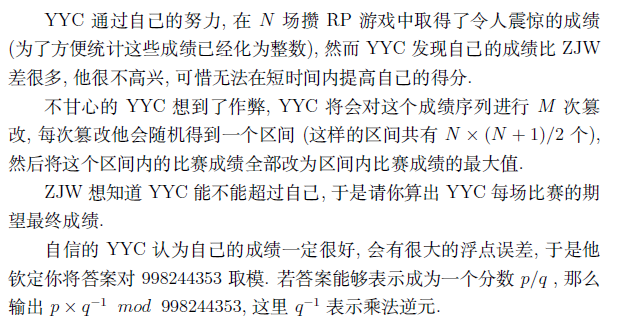 YYC 通过自己的努力, 在 N 场攒 RP 游戏中取得了令人震惊的成绩
(为了方便统计这些成绩已经化为整数), 然而 YYC 发现自己的成绩比 ZJW
差很多, 他很不高兴, 可惜无法在短时间内提高自己的得分.
不甘心的 YYC 想到了作弊, YYC 将会对这个成绩序列进行 M 次篡
改, 每次篡改他会随机得到一个区间 (这样的区间共有 N × (N + 1)/2 个),
然后将这个区间内的比赛成绩全部改为区间内比赛成绩的最大值.
ZJW 想知道 YYC 能不能超过自己, 于是请你算出 YYC 每场比赛的期
望最终成绩.
自信的 YYC 认为自己的成绩一定很好, 会有很大的浮点误差, 于是他
钦定你将答案对 998244353 取模. 若答案能够表示成为一个分数 p/q , 那么
输出 p × q⁻¹ mod 998244353, 这里 q⁻¹ 表示乘法逆元.